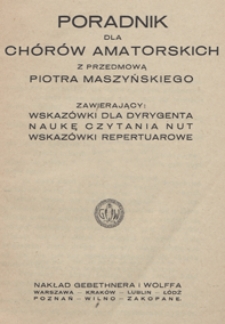 PORADNIK
DLA
CHÓRÓW AMATORSKICH
Z PRZEDMOWĄ
PIOTRA MASZYŃSKIEGO
ZAWIERAJĄCY:
WSKAZÓWKI DLA DYRYGENTA
NAUKĘ CZYTANIA NUT
WSKAZÓWKI REPERTUAROWE
GW
NAKŁAD GEBETHNERA I WOLFFA
WARSZAWA — KRAKÓW — LUBLIN — ŁÓDŹ
POZNAŃ — WILNO — ZAKOPANE.